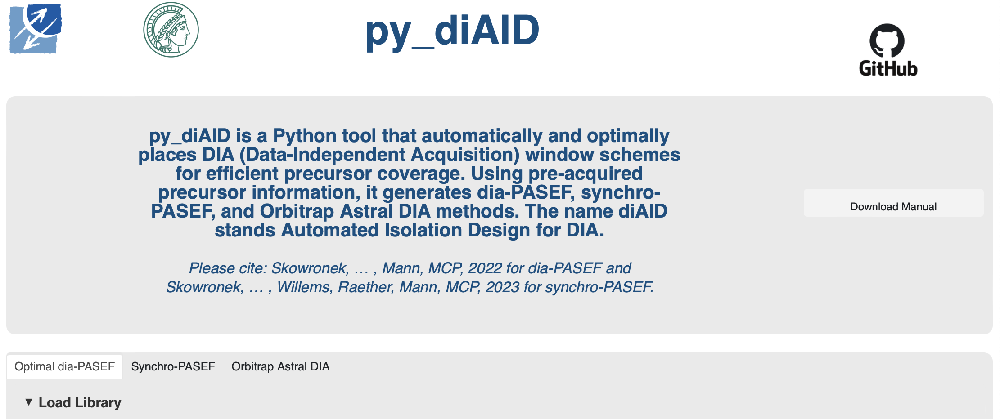 py_diAID
GitHub
py_diAID is a Python tool that automatically and optimally
places DIA (Data-Independent Acquisition) window schemes
for efficient precursor coverage. Using pre-acquired
precursor information, it generates dia-PASEF, synchro-
PASEF, and Orbitrap Astral DIA methods. The name diAID
stands Automated Isolation Design for DIA.
Download Manual
Please cite: Skowronek, … , Mann, MCP, 2022 for dia-PASEF and
Skowronek, … , Willems, Raether, Mann, MCP, 2023 for synchro-PASEF.
Optimal dia-PASEF Synchro-PASEF Orbitrap Astral DIA
▼ Load Library